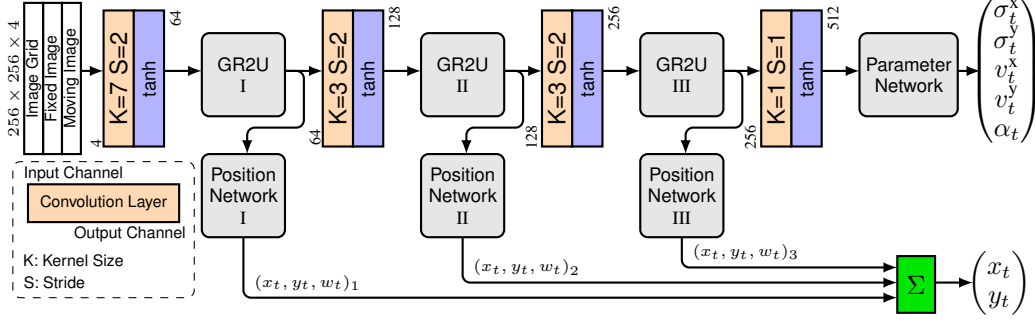 256 × 256 × 4
Image Grid
Fixed Image
Moving Image
4
K=7 S=2
tanh
64
GR2U
I
64
K=3 S=2
tanh
128
GR2U
II
128
K=3 S=2
tanh
256
GR2U
III
256
K=1 S=1
tanh
512
Parameter
Network
σ_t^x
σ_t^y
v_t^x
v_t^y
α_t
Position
Network
I
Position
Network
II
Position
Network
III
Input Channel
Convolution Layer
Output Channel
K: Kernel Size
S: Stride
(x_t, y_t, w_t)_1
(x_t, y_t, w_t)_2
(x_t, y_t, w_t)_3
Σ
x_t
y_t